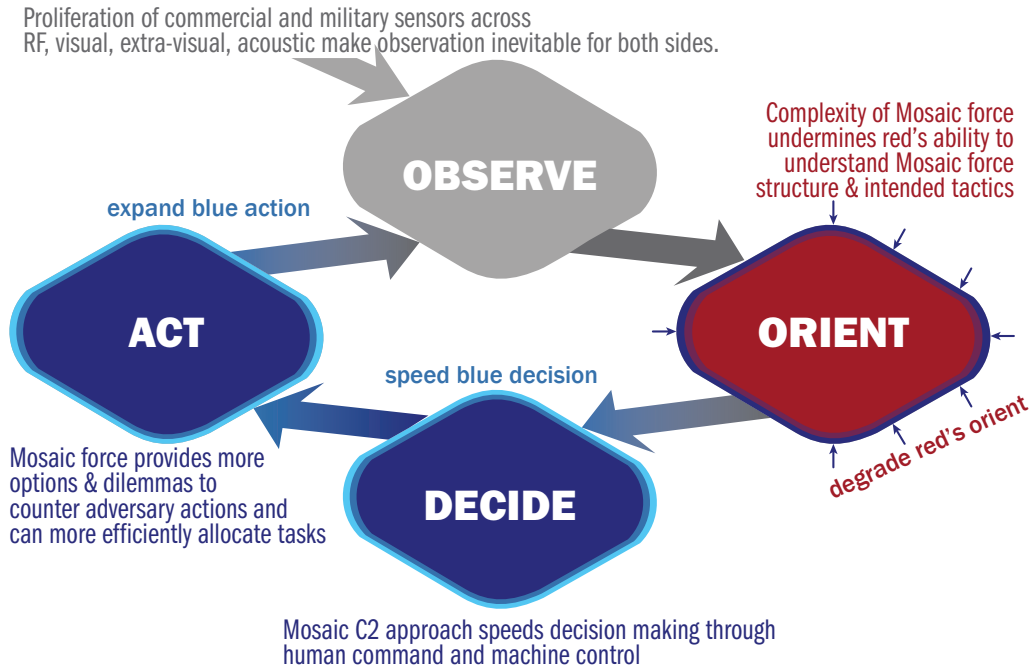 Proliferation of commercial and military sensors across
RF, visual, extra-visual, acoustic make observation inevitable for both sides.
OBSERVE
Complexity of Mosaic force
undermines red's ability to
understand Mosaic force
structure & intended tactics
expand blue action
ACT
ORIENT
speed blue decision
degrade red's orient
Mosaic force provides more
options & dilemmas to
counter adversary actions and
can more efficiently allocate tasks
DECIDE
Mosaic C2 approach speeds decision making through
human command and machine control